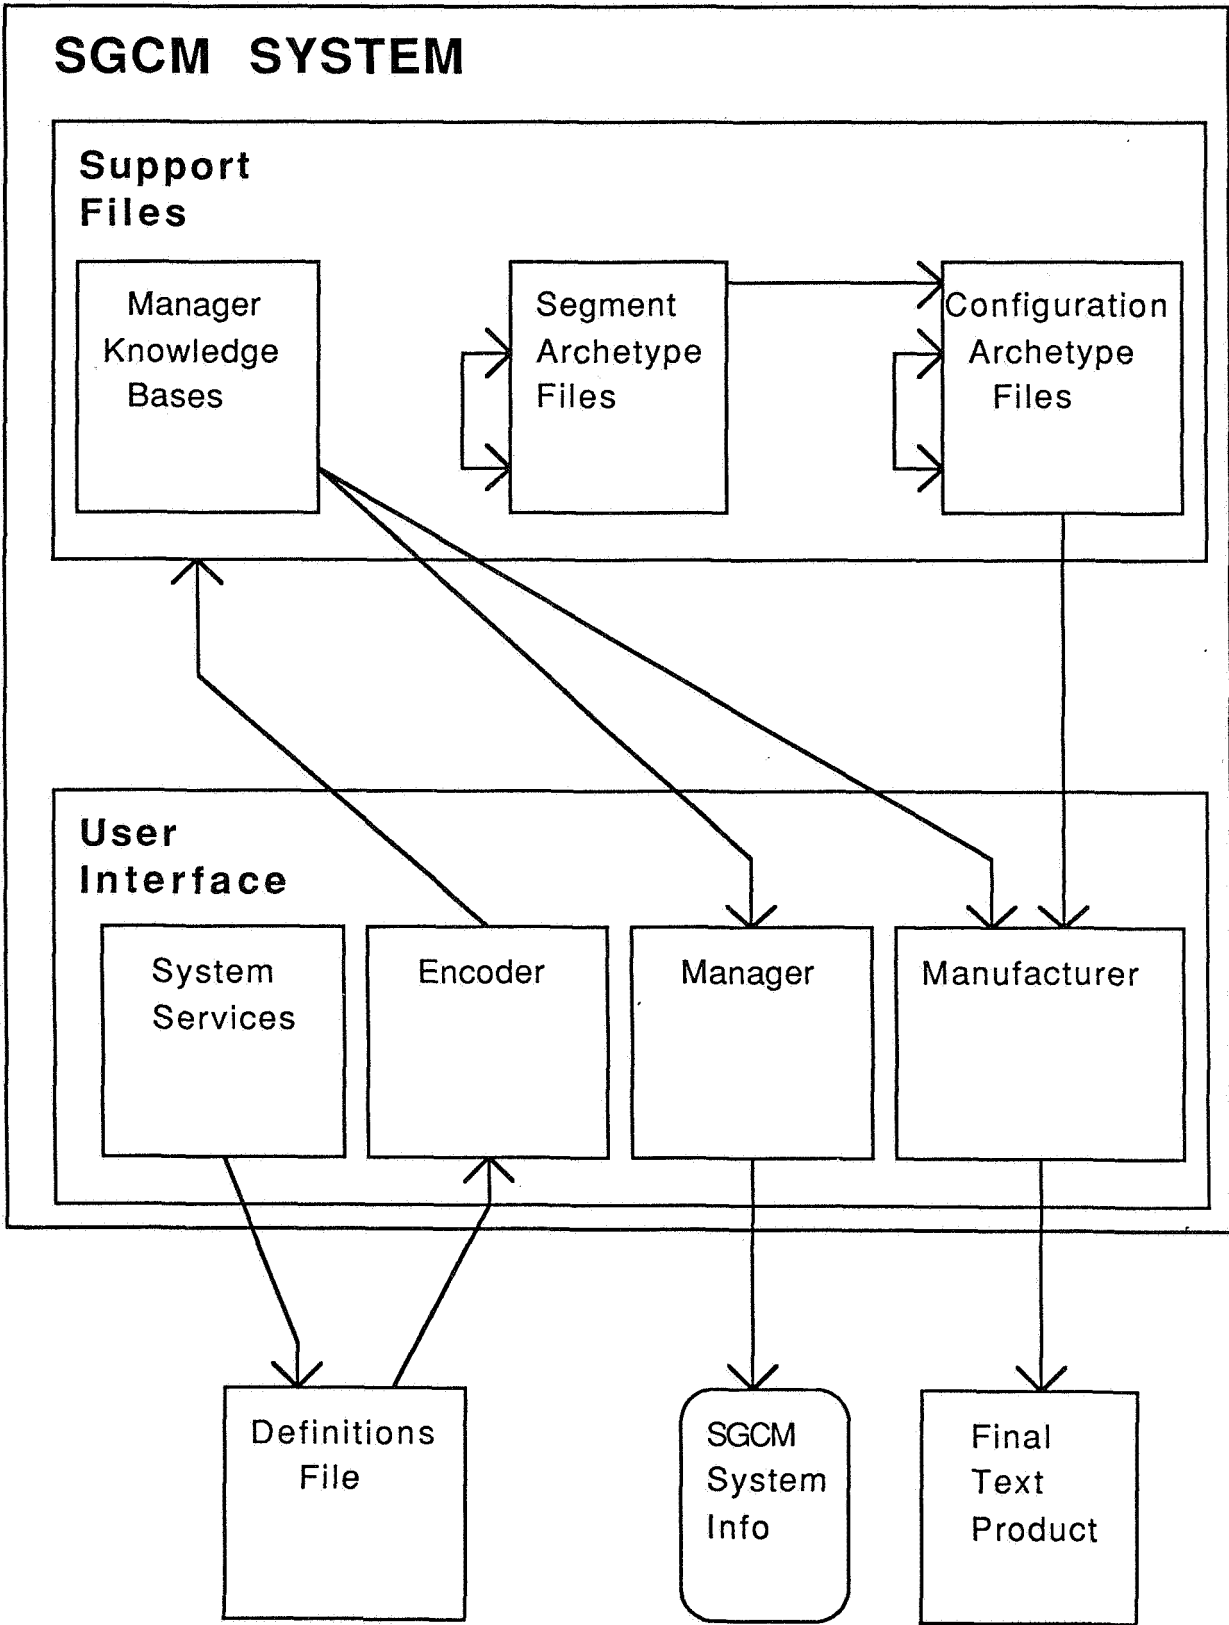 SGCM SYSTEM
Support
Files
Manager
Knowledge
Bases
Segment
Archetype
Files
Configuration
Archetype
Files
User
Interface
System
Services
Encoder
Manager
Manufacturer
Definitions
File
SGCM
System
Info
Final
Text
Product